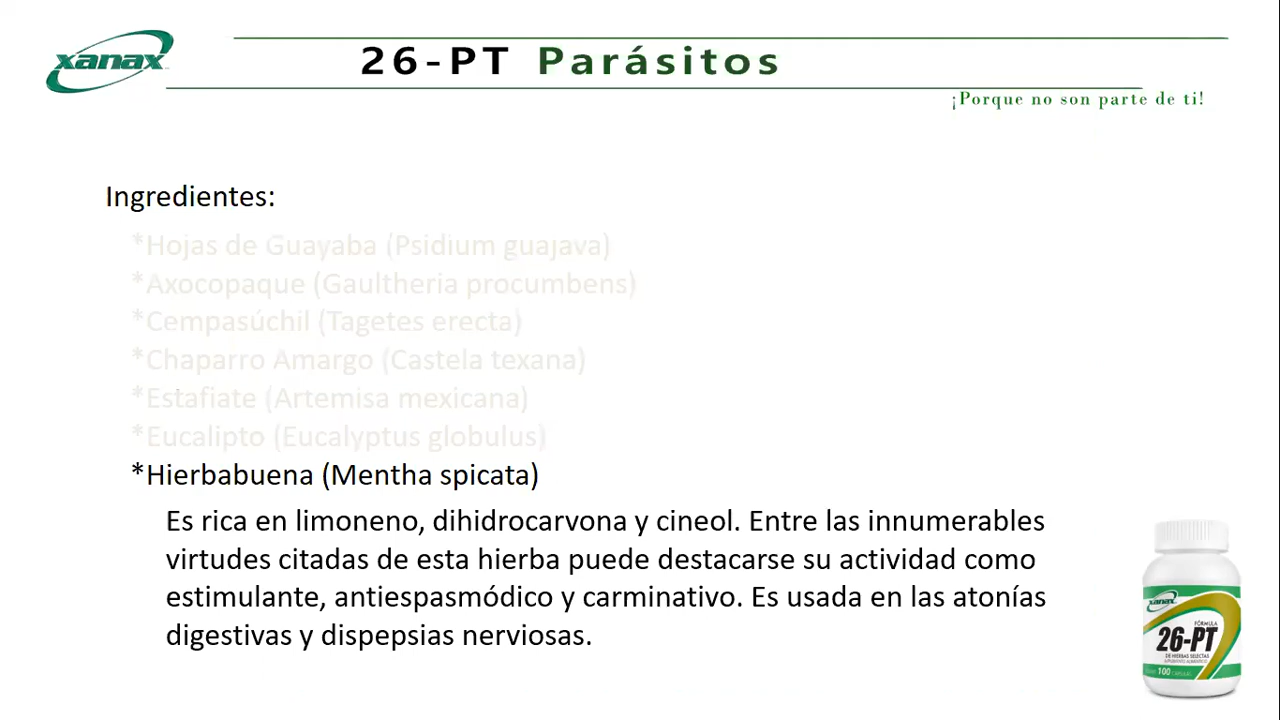 xanax
26-PT Parásitos
¡Porque no son parte de ti!
Ingredientes:
*Hojas de Guayaba (Psidium guajava)
*Axocopaque (Gaultheria procumbens)
*Cempasúchil (Tagetes erecta)
*Chaparro Amargo (Castela texana)
*Estafiate (Artemisa mexicana)
*Eucalipto (Eucalyptus globulus)
*Hierbabuena (Mentha spicata)
Es rica en limoneno, dihidrocarvona y cineol. Entre las innumerables
virtudes citadas de esta hierba puede destacarse su actividad como
estimulante, antiespasmódico y carminativo. Es usada en las atonías
digestivas y dispepsias nerviosas.
xanax
FÓRMULA
26-PT
DE HIERBAS SELECTAS
SUPLEMENTO ALIMENTICIO
100